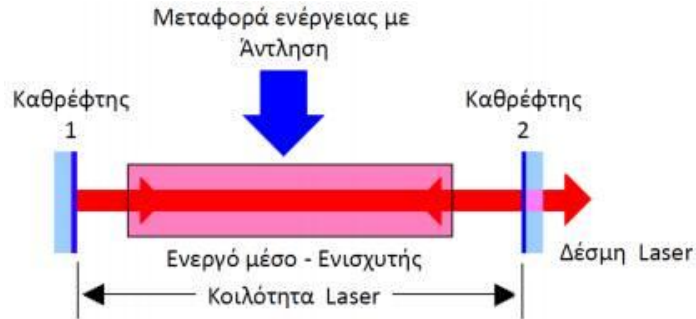 Μεταφορά ενέργειας με
Άντληση
Καθρέφτης
1
Καθρέφτης
2
Ενεργό μέσο - Ενισχυτής
Δέσμη Laser
Κοιλότητα Laser